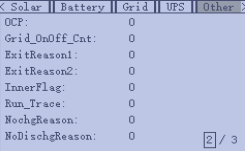 < Solar Battery Grid UPS Other >
OCP: 0
Grid_OnOff_Cnt: 0
ExitReason1: 0
ExitReason2: 0
InnerFlag: 0
Run_Trace: 0
NochgReason: 0
NoDischgReason: 0
2 / 3